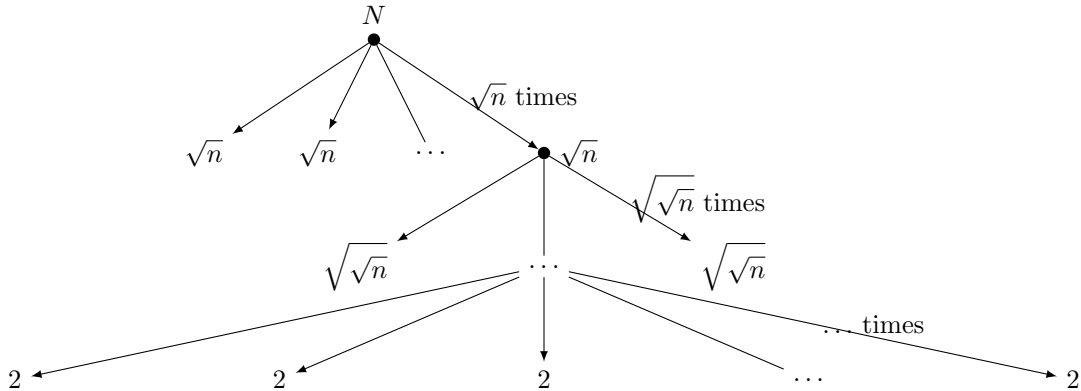 N
√n times
√n √n ... √n
√√n times
√√n ... √√n
... times
2 2 2 ... 2